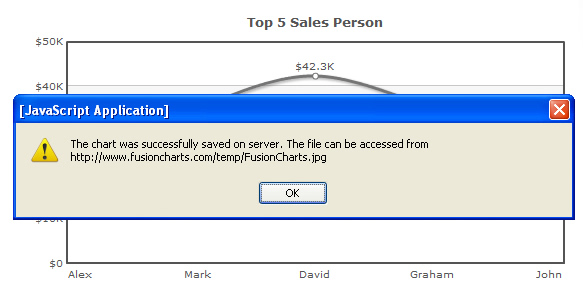 Top 5 Sales Person
$50K
$42.3K
$40K
[JavaScript Application]
The chart was successfully saved on server. The file can be accessed from
http://www.fusioncharts.com/temp/FusionCharts.jpg
OK
$10K
$0
Alex Mark David Graham John